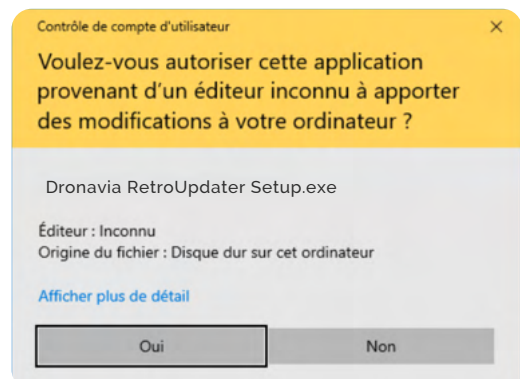 Contrôle de compte d'utilisateur
Voulez-vous autoriser cette application
provenant d'un éditeur inconnu à apporter
des modifications à votre ordinateur ?
Dronavia RetroUpdater Setup.exe
Éditeur : Inconnu
Origine du fichier : Disque dur sur cet ordinateur
Afficher plus de détail
Oui
Non